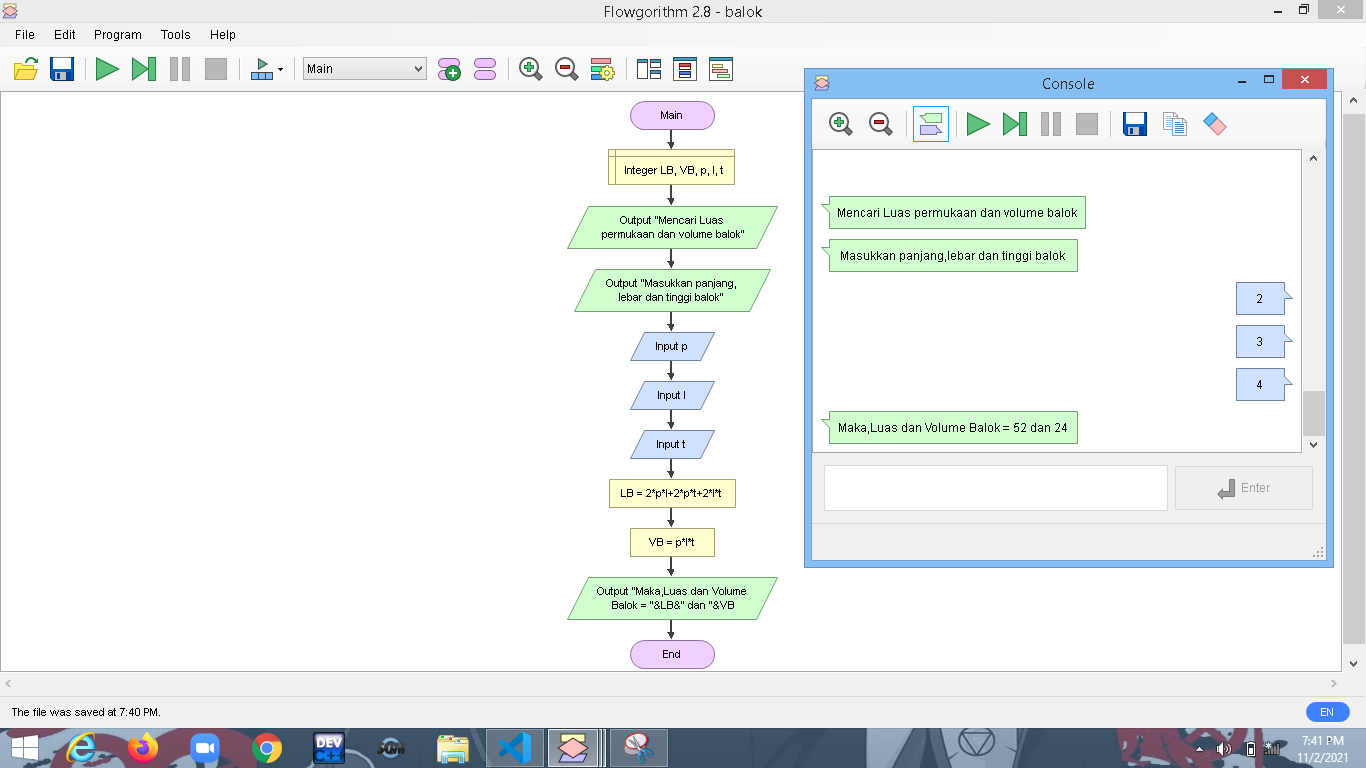 Flowgorithm 2.8 - balok
File Edit Program Tools Help
Main
Main
Integer LB, VB, p, l, t
Output "Mencari Luas
permukaan dan volume balok"
Output "Masukkan panjang,
lebar dan tinggi balok"
Input p
Input l
Input t
LB = 2*p*l+2*p*t+2*l*t
VB = p*l*t
Output "Maka,Luas dan Volume
Balok = "&LB&" dan "&VB
End
Console
Mencari Luas permukaan dan volume balok
Masukkan panjang,lebar dan tinggi balok
2
3
4
Maka,Luas dan Volume Balok = 52 dan 24
Enter
The file was saved at 7:40 PM.
EN
DEV
C++
7:41 PM
11/2/2021